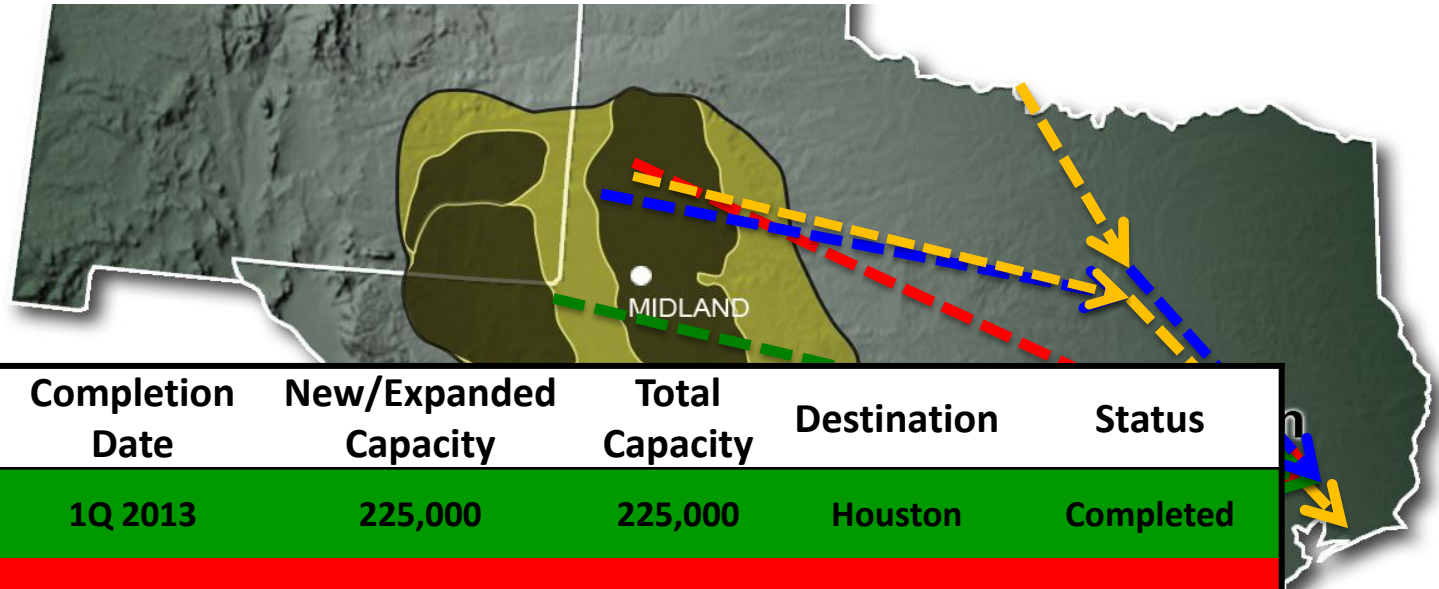 MIDLAND
Completion Date
New/Expanded Capacity
Total Capacity
Destination
Status
1Q 2013
225,000
225,000
Houston
Completed